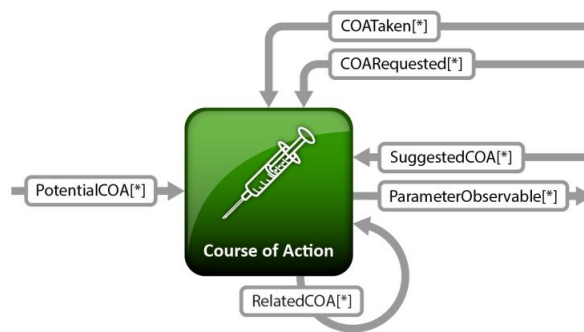 COATaken[*]
COARequested[*]
SuggestedCOA[*]
PotentialCOA[*]
ParameterObservable[*]
Course of Action
RelatedCOA[*]